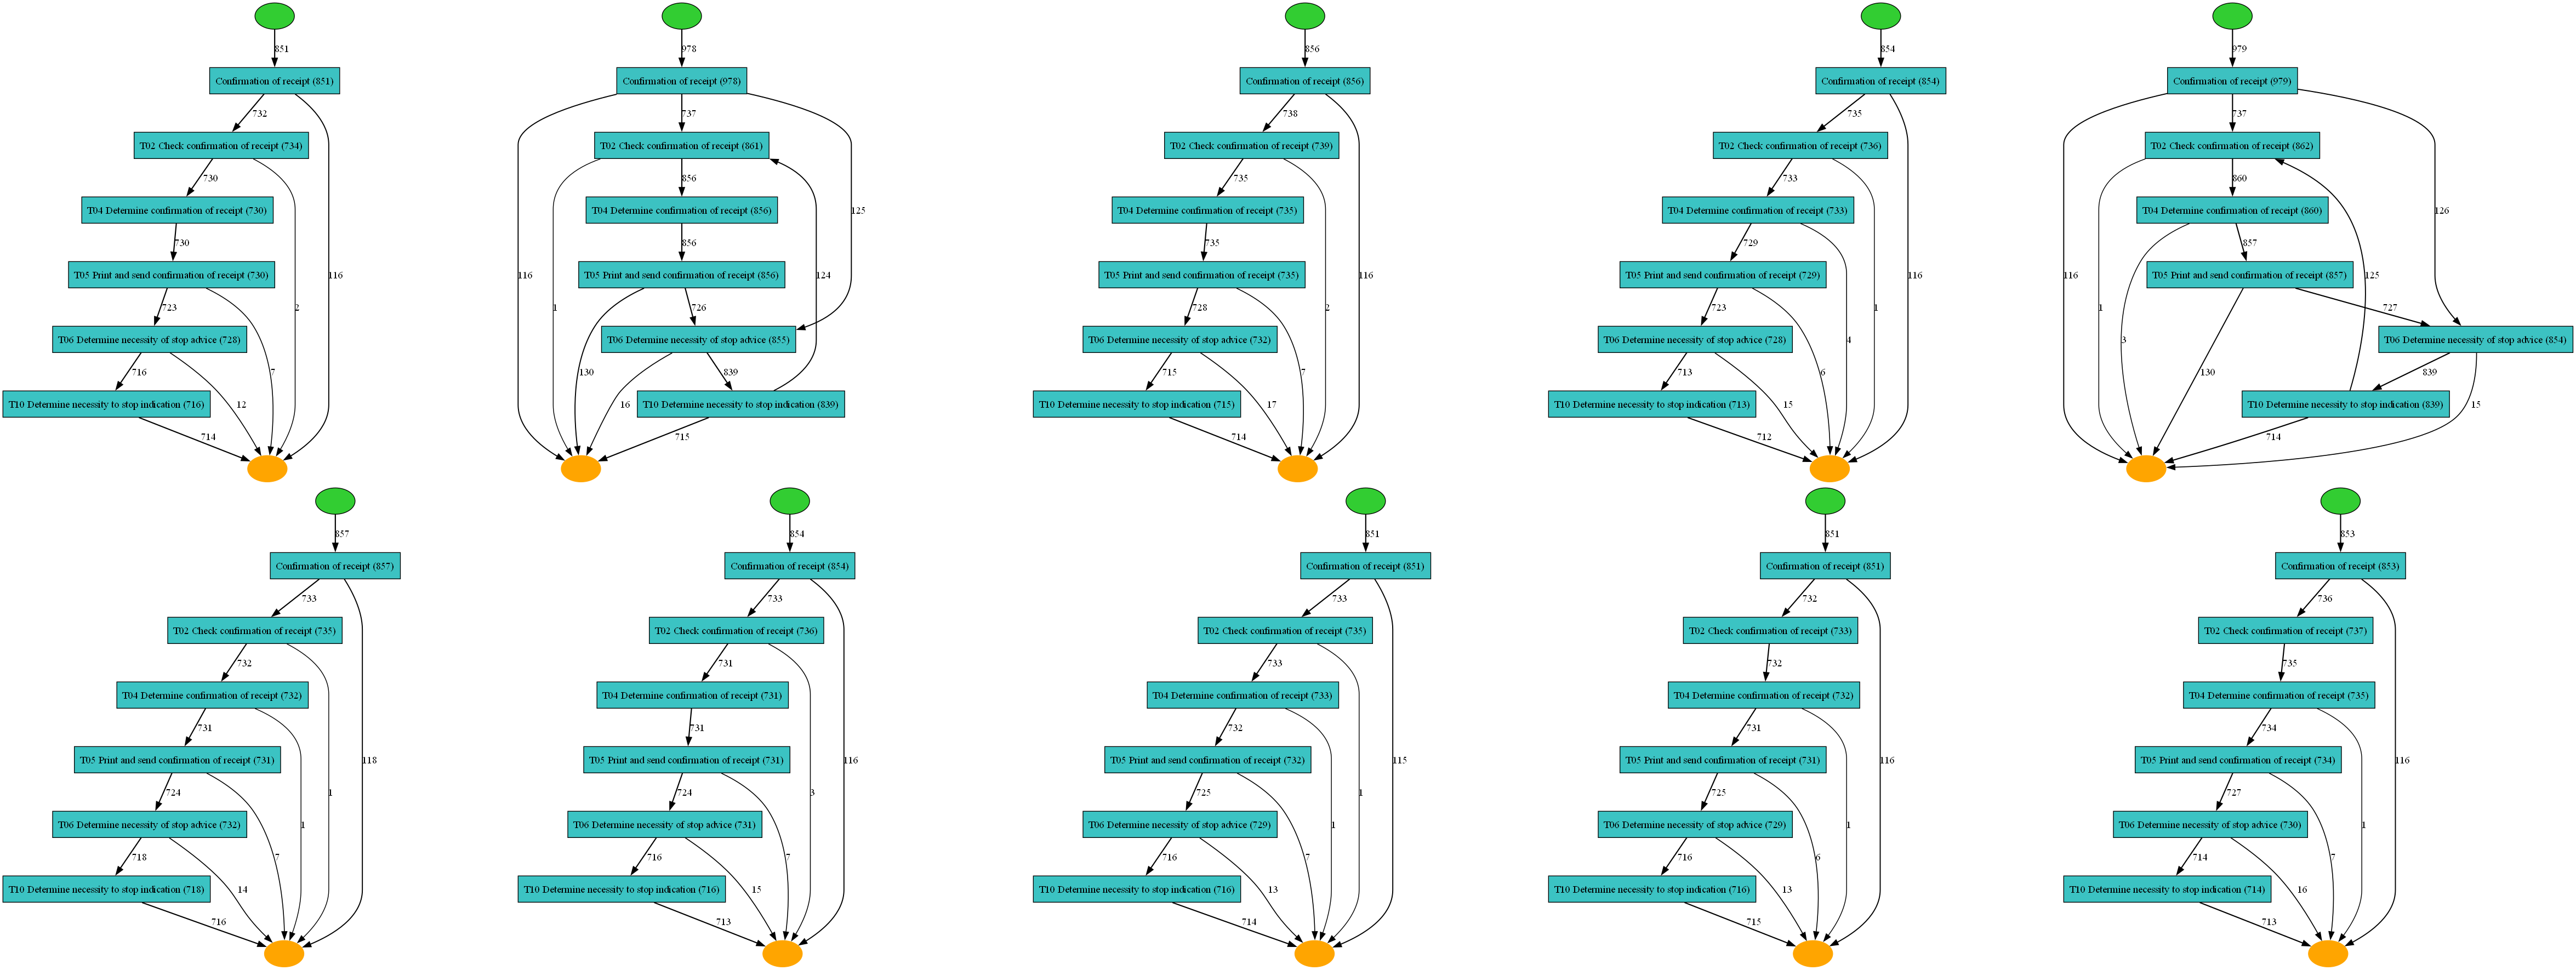 851
Confirmation of receipt (851)
732
T02 Check confirmation of receipt (734)
730
T04 Determine confirmation of receipt (730)
730
T05 Print and send confirmation of receipt (730)
116
2
723
7
T06 Determine necessity of stop advice (728)
716
12
T10 Determine necessity to stop indication (716)
714
978
Confirmation of receipt (978)
737
T02 Check confirmation of receipt (861)
856
T04 Determine confirmation of receipt (856)
125
856
T05 Print and send confirmation of receipt (856)
116
124
1
726
T06 Determine necessity of stop advice (855)
130
839
16
T10 Determine necessity to stop indication (839)
715
856
Confirmation of receipt (856)
738
T02 Check confirmation of receipt (739)
735
T04 Determine confirmation of receipt (735)
735
T05 Print and send confirmation of receipt (735)
116
728
2
T06 Determine necessity of stop advice (732)
715
7
17
T10 Determine necessity to stop indication (715)
714
854
Confirmation of receipt (854)
735
T02 Check confirmation of receipt (736)
733
T04 Determine confirmation of receipt (733)
729
T05 Print and send confirmation of receipt (729)
116
723
1
T06 Determine necessity of stop advice (728)
4
713
6
15
T10 Determine necessity to stop indication (713)
712
979
Confirmation of receipt (979)
737
T02 Check confirmation of receipt (862)
860
T04 Determine confirmation of receipt (860)
126
857
T05 Print and send confirmation of receipt (857)
116
125
1
727
3
T06 Determine necessity of stop advice (854)
130
839
T10 Determine necessity to stop indication (839)
15
714
857
Confirmation of receipt (857)
733
T02 Check confirmation of receipt (735)
732
T04 Determine confirmation of receipt (732)
731
T05 Print and send confirmation of receipt (731)
118
724
1
T06 Determine necessity of stop advice (732)
1
718
7
14
T10 Determine necessity to stop indication (718)
716
854
Confirmation of receipt (854)
733
T02 Check confirmation of receipt (736)
731
T04 Determine confirmation of receipt (731)
731
T05 Print and send confirmation of receipt (731)
116
724
3
T06 Determine necessity of stop advice (731)
716
7
15
T10 Determine necessity to stop indication (716)
713
851
Confirmation of receipt (851)
733
T02 Check confirmation of receipt (735)
733
T04 Determine confirmation of receipt (733)
732
T05 Print and send confirmation of receipt (732)
115
725
1
T06 Determine necessity of stop advice (729)
1
716
7
13
T10 Determine necessity to stop indication (716)
714
851
Confirmation of receipt (851)
732
T02 Check confirmation of receipt (733)
732
T04 Determine confirmation of receipt (732)
731
T05 Print and send confirmation of receipt (731)
116
725
T06 Determine necessity of stop advice (729)
1
716
6
13
T10 Determine necessity to stop indication (716)
715
853
Confirmation of receipt (853)
736
T02 Check confirmation of receipt (737)
735
T04 Determine confirmation of receipt (735)
734
T05 Print and send confirmation of receipt (734)
116
727
T06 Determine necessity of stop advice (730)
1
714
7
16
T10 Determine necessity to stop indication (714)
713